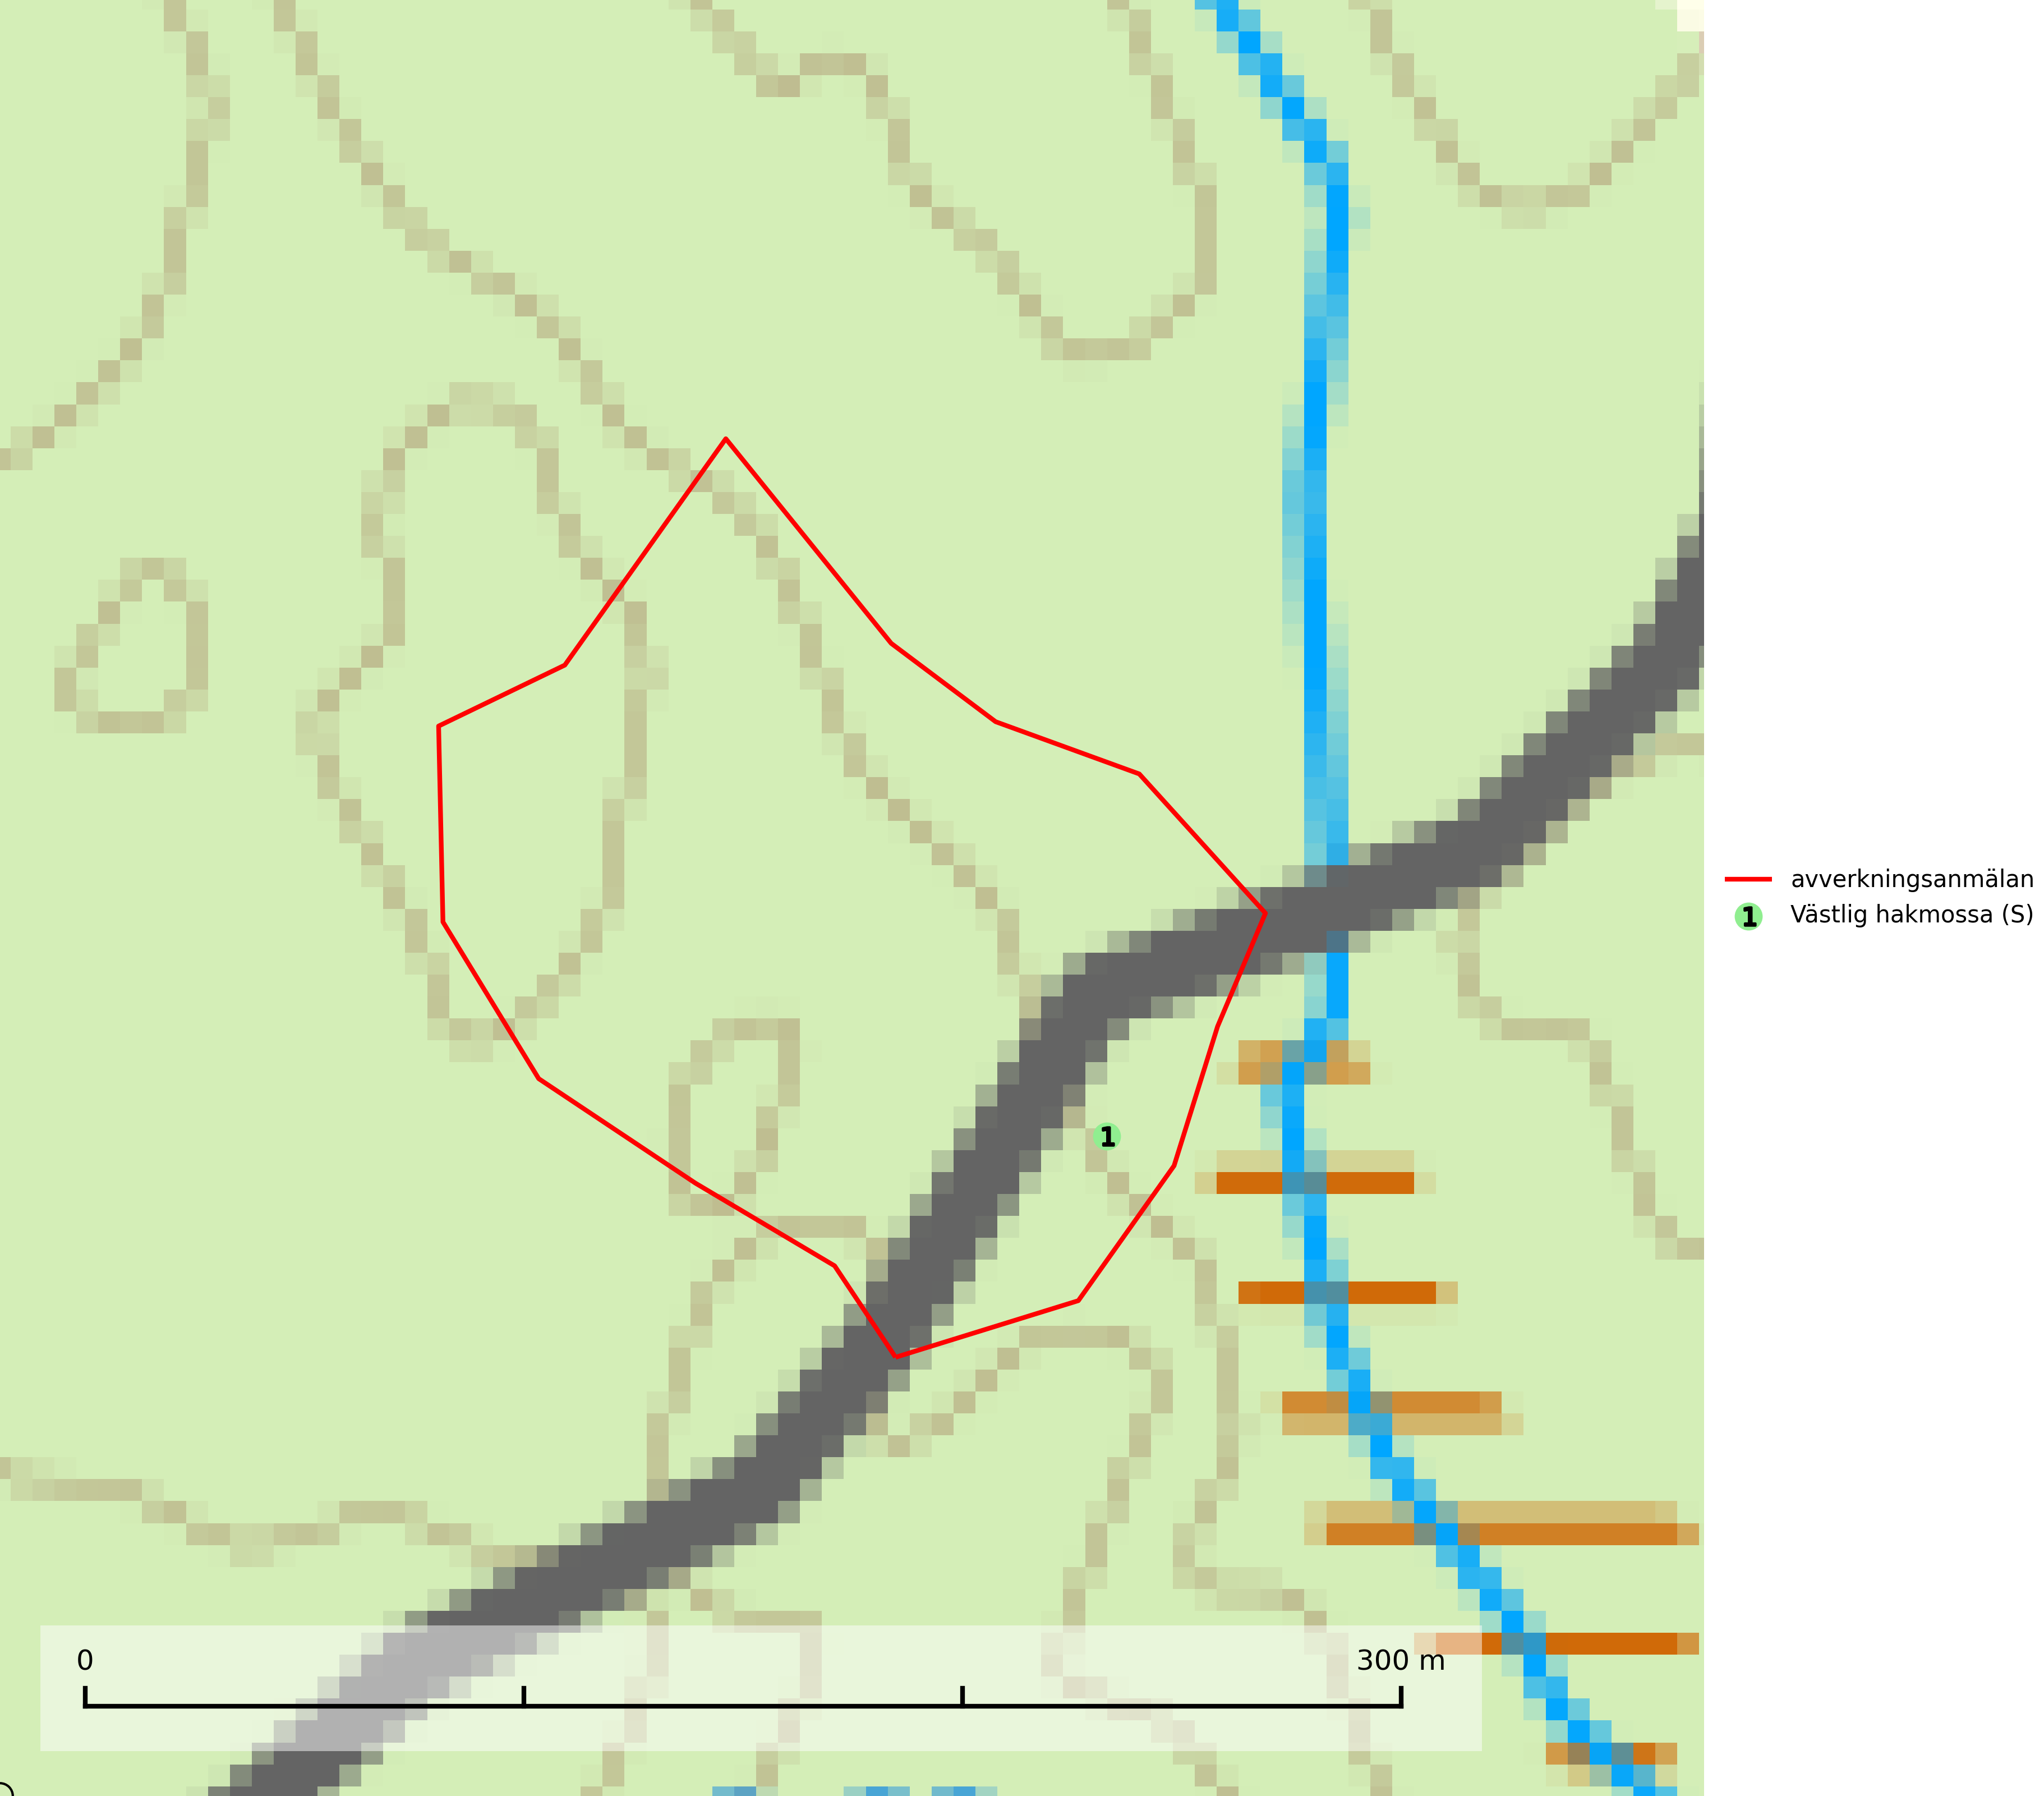 avverkningsanmälan
1 Västlig hakmossa (S)
1
0 300 m